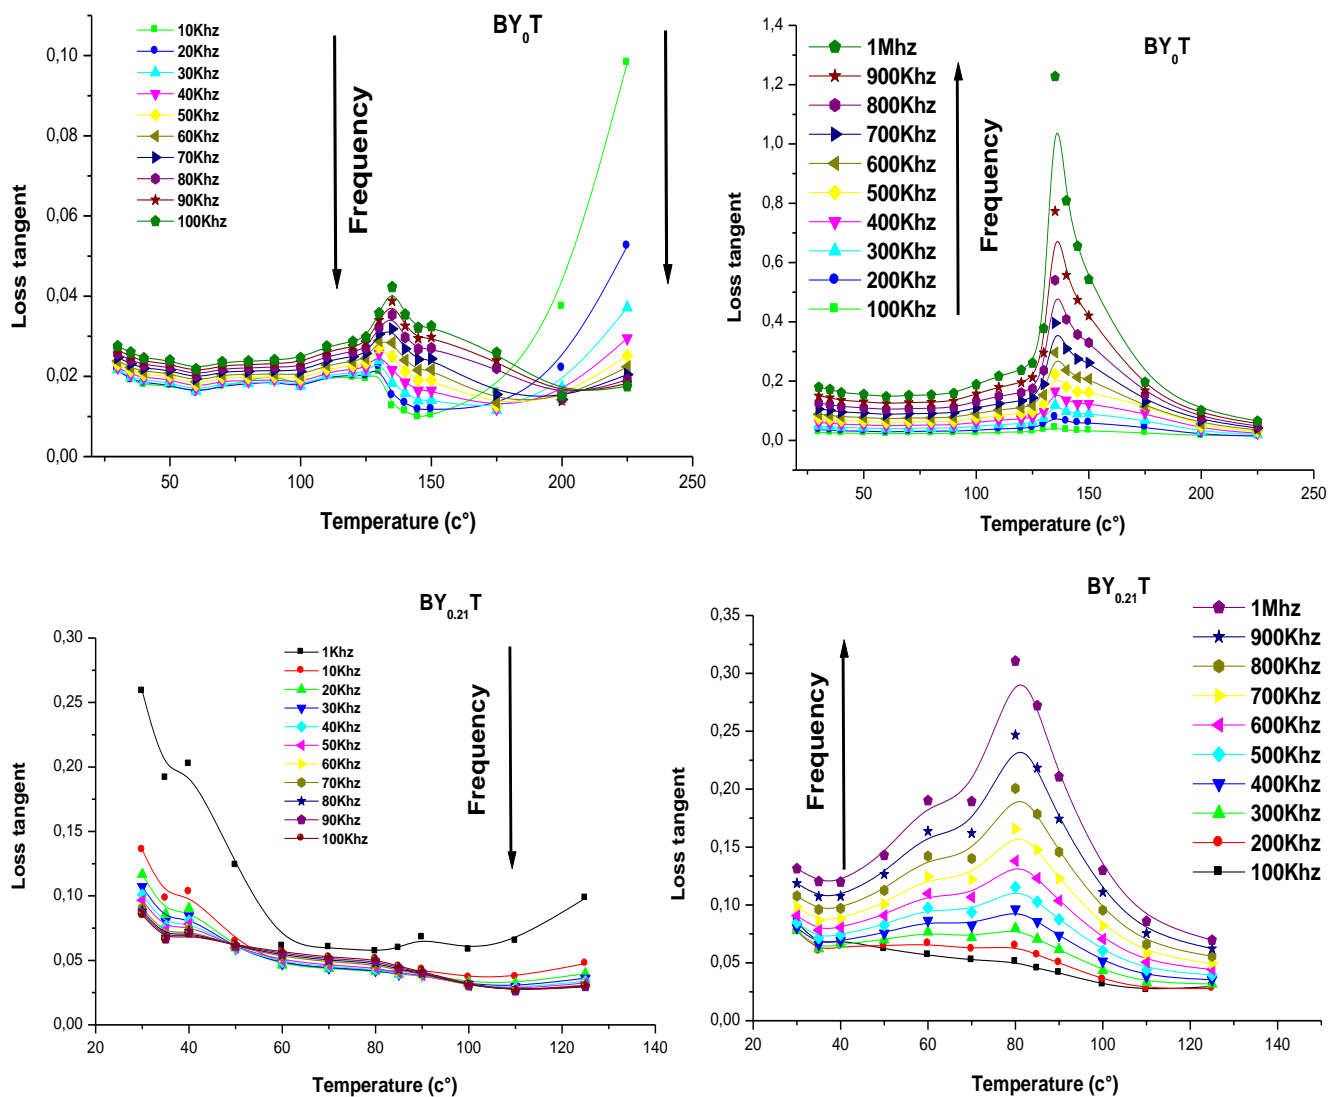 BY0T
10Khz
20Khz
30Khz
40Khz
50Khz
60Khz
70Khz
80Khz
90Khz
100Khz
Frequency
Loss tangent
0,10
0,08
0,06
0,04
0,02
0,00
50
100
150
200
250
Temperature (c°)
BY0T
1Mhz
900Khz
800Khz
700Khz
600Khz
500Khz
400Khz
300Khz
200Khz
100Khz
Frequency
Loss tangent
1,4
1,2
1,0
0,8
0,6
0,4
0,2
0,0
50
100
150
200
250
Temperature (c°)
BY0.21T
1Khz
10Khz
20Khz
30Khz
40Khz
50Khz
60Khz
70Khz
80Khz
90Khz
100Khz
Frequency
Loss tangent
0,30
0,25
0,20
0,15
0,10
0,05
0,00
20
40
60
80
100
120
140
Temperature (c°)
BY0.21T
1Mhz
900Khz
800Khz
700Khz
600Khz
500Khz
400Khz
300Khz
200Khz
100Khz
Frequency
Loss tangent
0,35
0,30
0,25
0,20
0,15
0,10
0,05
0,00
20
40
60
80
100
120
140
Temperature (c°)